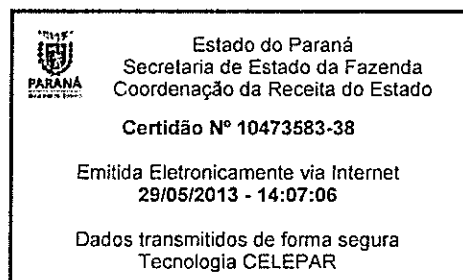 Estado do Paraná
Secretaria de Estado da Fazenda
PARANÁ
Coordenação da Receita do Estado
Certidão Nº 10473583-38
Emitida Eletronicamente via Internet
29/05/2013 - 14:07:06
Dados transmitidos de forma segura
Tecnologia CELEPAR